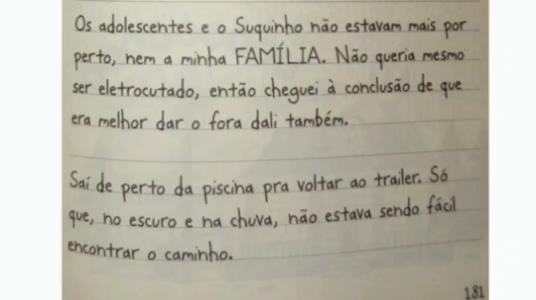 Os adolescentes e o Suquinho não estavam mais por
perto, nem a minha FAMÍLIA. Não queria mesmo
ser eletrocutado, então cheguei à conclusão de que
era melhor dar o fora dali também.
Saí de perto da piscina pra voltar ao trailer. Só
que, no escuro e na chuva, não estava sendo fácil
encontrar o caminho.
181